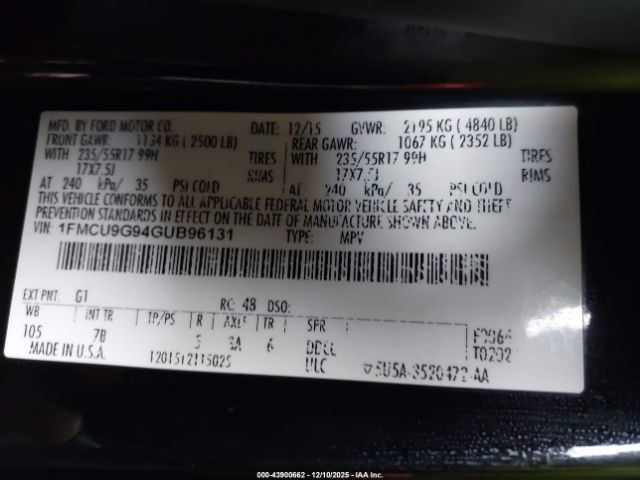 MFD. BY FORD MOTOR CO. DATE: 12/15 GVWR: 2195 KG ( 4840 LB)
FRONT GAWR: 1134 KG ( 2500 LB) REAR GAWR: 1067 KG ( 2352 LB)
WITH 235/55R17 99H TIRES WITH 235/55R17 99H TIRES
17X7.5J RIMS 17X7.5J RIMS
AT 240 kPa/ 35 PSI COLD AT 240 kPa/ 35 PSI COLD
THIS VEHICLE CONFORMS TO ALL APPLICABLE FEDERAL MOTOR VEHICLE SAFETY AND THEFT
PREVENTION STANDARDS IN EFFECT ON THE DATE OF MANUFACTURE SHOWN ABOVE.
VIN: 1FMCU9G94GUB96131 TYPE: MPV
EXT PNT: G1 RC: 48 DSO:
WB INT TR TP/PS R AXLE TR SPR
105 7B 5 6
MADE IN U.S.A.
000-43900662 - 12/10/2025 - IAA Inc.